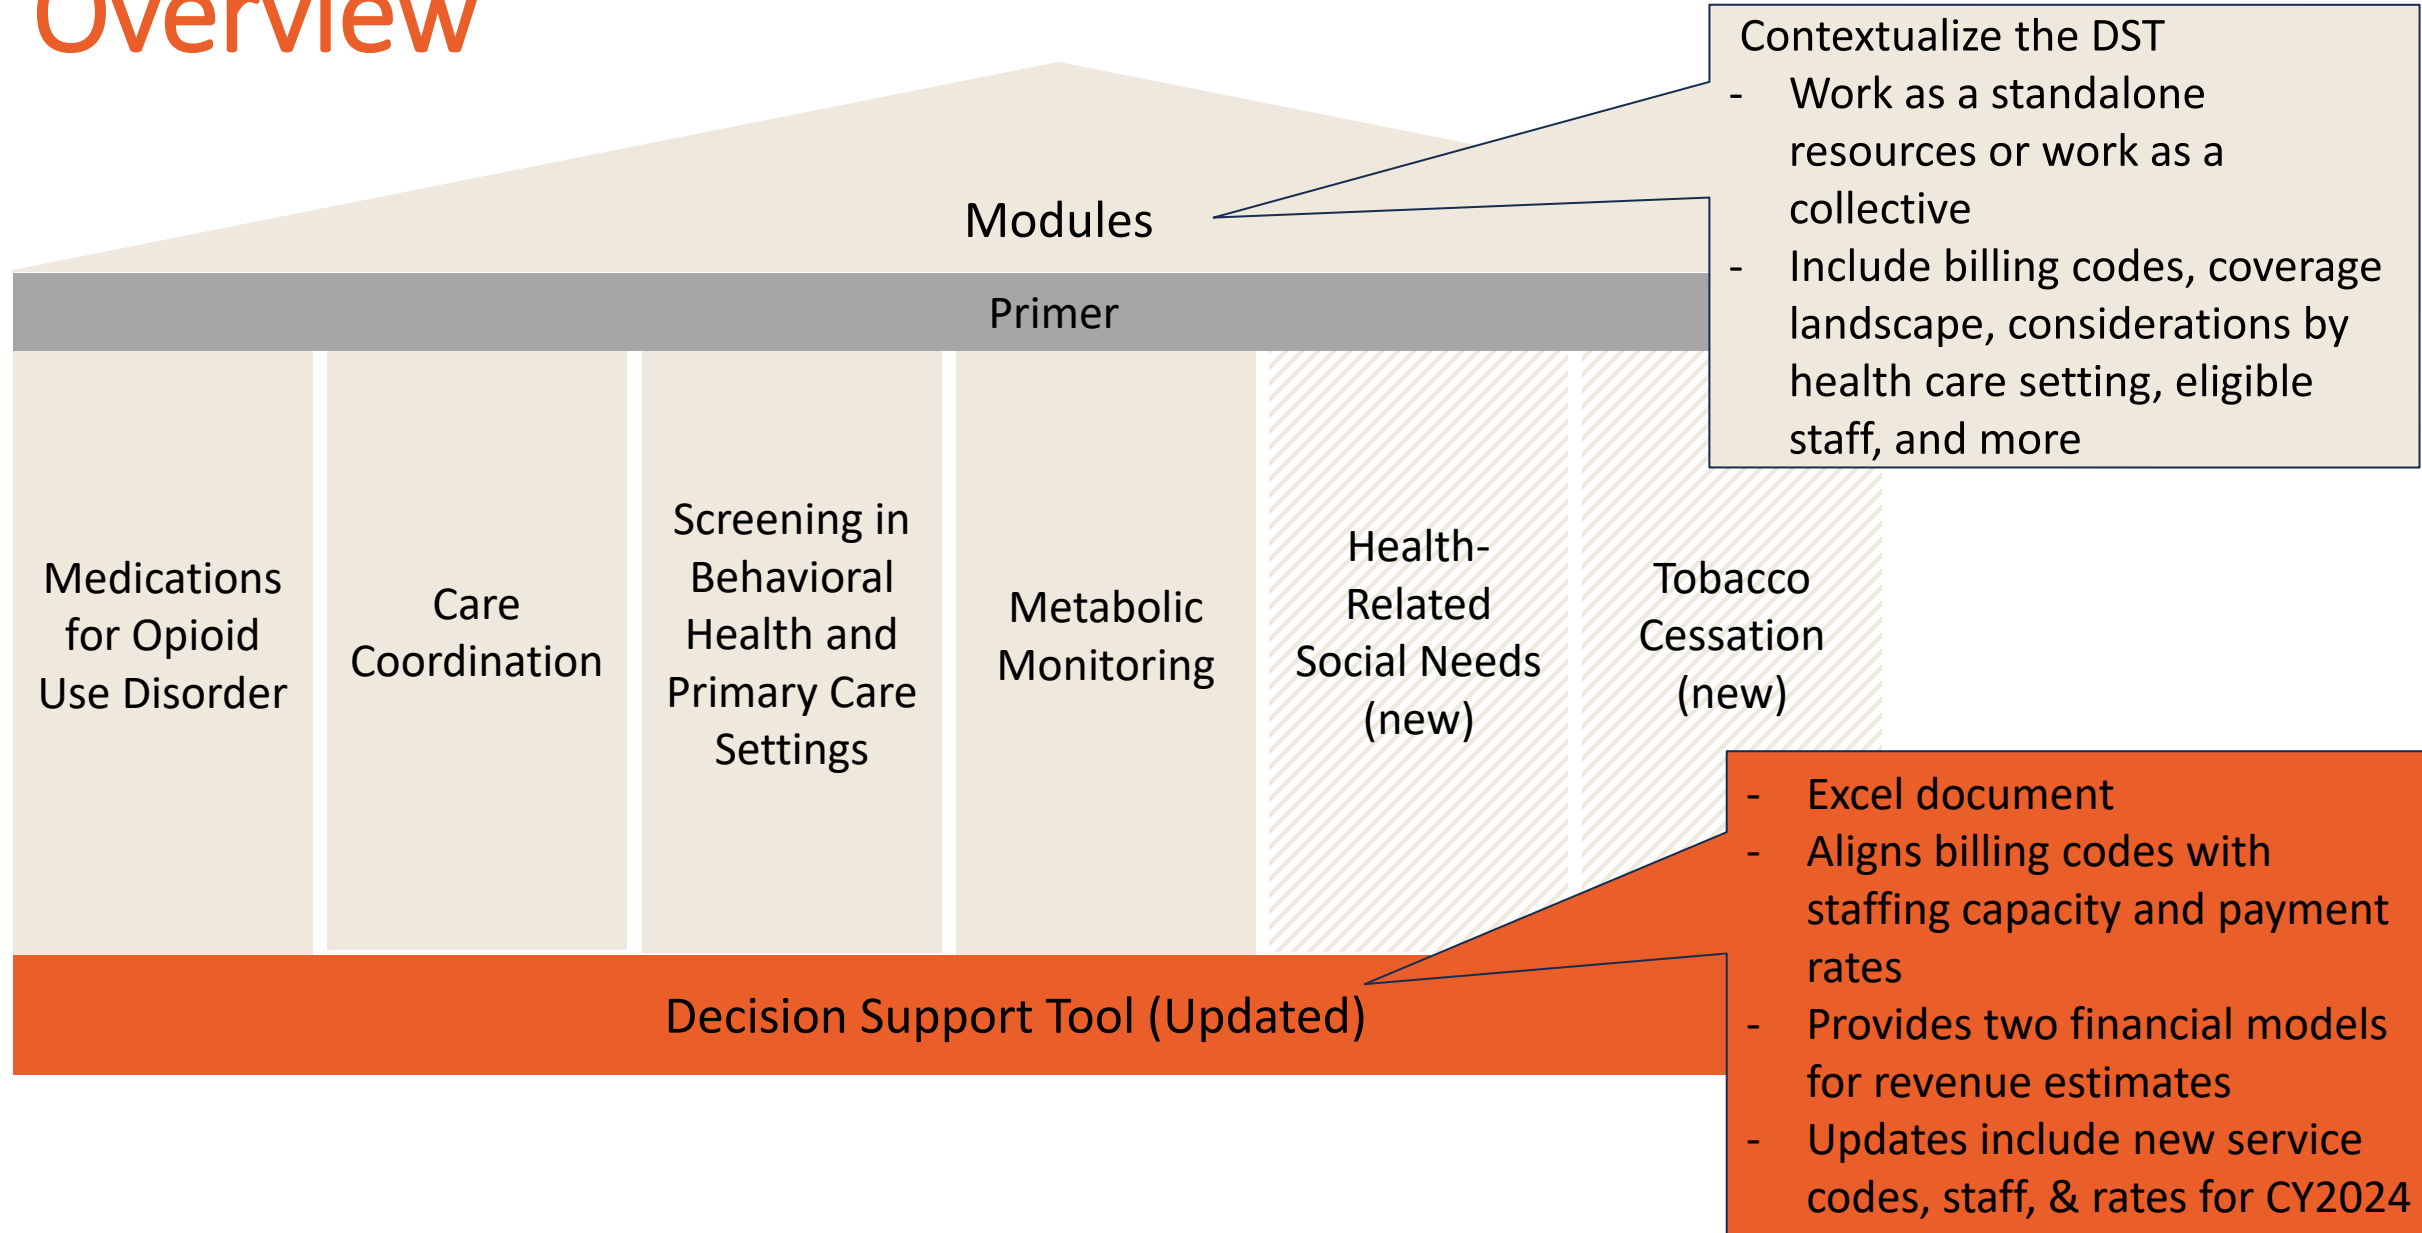 Overview
Contextualize the DST
- Work as a standalone
resources or work as a
collective
- Include billing codes, coverage
landscape, considerations by
health care setting, eligible
staff, and more
Modules
Primer
Medications
for Opioid
Use Disorder
Care
Coordination
Screening in
Behavioral
Health and
Primary Care
Settings
Metabolic
Monitoring
Health-
Related
Social Needs
(new)
Tobacco
Cessation
(new)
Decision Support Tool (Updated)
- Excel document
- Aligns billing codes with
staffing capacity and payment
rates
- Provides two financial models
for revenue estimates
- Updates include new service
codes, staff, & rates for CY2024